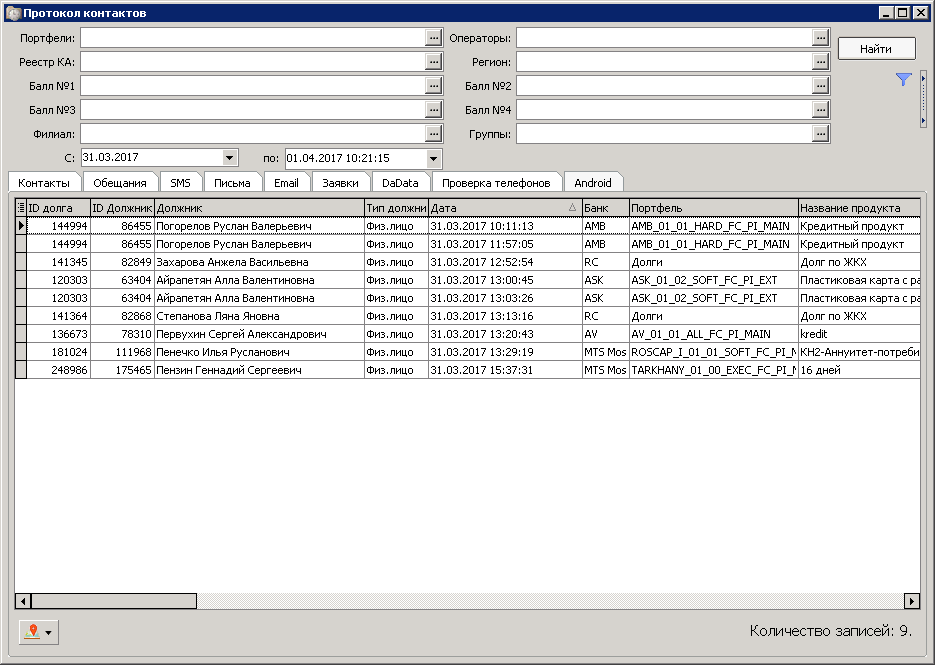 Протокол контактов
Портфели: ... Операторы: ... Найти
Реестр КА: ... Регион: ...
Балл №1 ... Балл №2 ...
Балл №3 ... Балл №4 ...
Филиал: ... Группы: ...
С: 31.03.2017 по: 01.04.2017 10:21:15
Контакты Обещания SMS Письма Email Заявки DaData Проверка телефонов Android
ID долга ID Должник Должник Тип должни Дата Банк Портфель Название продукта
144994 86455 Погорелов Руслан Валерьевич Физ.лицо 31.03.2017 10:11:13 AMB AMB_01_01_HARD_FC_PI_MAIN Кредитный продукт
144994 86455 Погорелов Руслан Валерьевич Физ.лицо 31.03.2017 11:57:05 AMB AMB_01_01_HARD_FC_PI_MAIN Кредитный продукт
141345 82849 Захарова Анжела Васильевна Физ.лицо 31.03.2017 12:52:54 RC Долги Долг по ЖКХ
120303 63404 Айрапетян Алла Валентиновна Физ.лицо 31.03.2017 13:00:45 ASK ASK_01_02_SOFT_FC_PI_EXT Пластиковая карта с ра
120303 63404 Айрапетян Алла Валентиновна Физ.лицо 31.03.2017 13:03:26 ASK ASK_01_02_SOFT_FC_PI_EXT Пластиковая карта с ра
141364 82868 Степанова Ляна Яновна Физ.лицо 31.03.2017 13:13:16 RC Долги Долг по ЖКХ
136673 78310 Первухин Сергей Александрович Физ.лицо 31.03.2017 13:20:43 AV AV_01_01_ALL_FC_PI_MAIN kredit
181024 111968 Пенечко Илья Русланович Физ.лицо 31.03.2017 13:29:19 MTS Mos ROSCAP_I_01_01_SOFT_FC_PI_M КН2-Аннуитет-потреби
248986 175465 Пензин Геннадий Сергеевич Физ.лицо 31.03.2017 15:37:31 MTS Mos TARKHANY_01_00_EXEC_FC_PI_M 16 дней
Количество записей: 9.